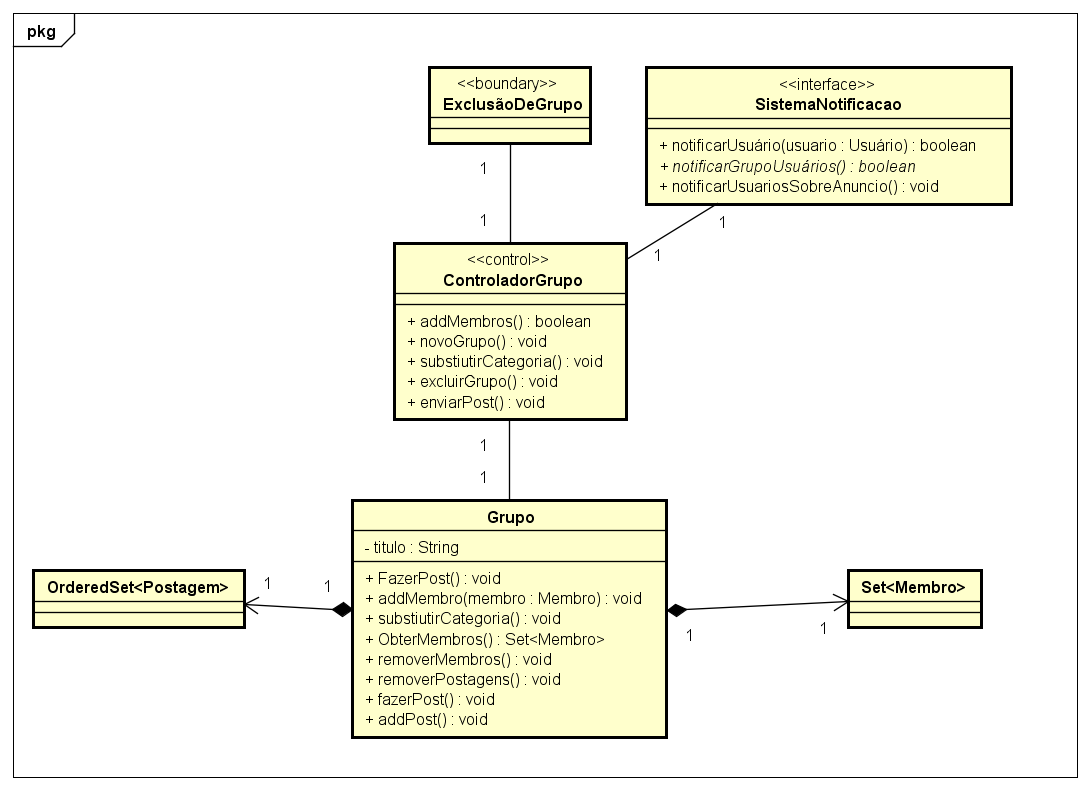 pkg
<<boundary>>
ExclusãoDeGrupo
<<interface>>
SistemaNotificacao
+ notificarUsuário(usuario : Usuário) : boolean
+ notificarGrupoUsuários() : boolean
+ notificarUsuariosSobreAnuncio() : void
1
1
1
1
<<control>>
ControladorGrupo
+ addMembros() : boolean
+ novoGrupo() : void
+ substiutirCategoria() : void
+ excluirGrupo() : void
+ enviarPost() : void
1
1
Grupo
- titulo : String
+ FazerPost() : void
+ addMembro(membro : Membro) : void
+ substiutirCategoria() : void
+ ObterMembros() : Set<Membro>
+ removerMembros() : void
+ removerPostagens() : void
+ fazerPost() : void
+ addPost() : void
OrderedSet<Postagem>
1
1
Set<Membro>
1
1